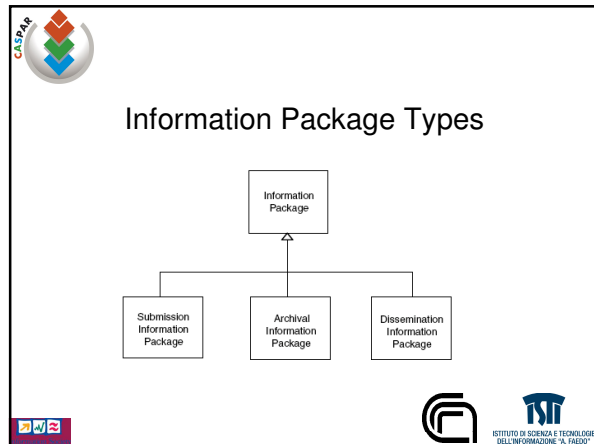 CASPAR
Information Package Types
Information
Package
Submission
Information
Package
Archival
Information
Package
Dissemination
Information
Package
ISTI
ISTITUTO DI SCIENZA E TECNOLOGIE
DELL'INFORMAZIONE "A. FAEDO"